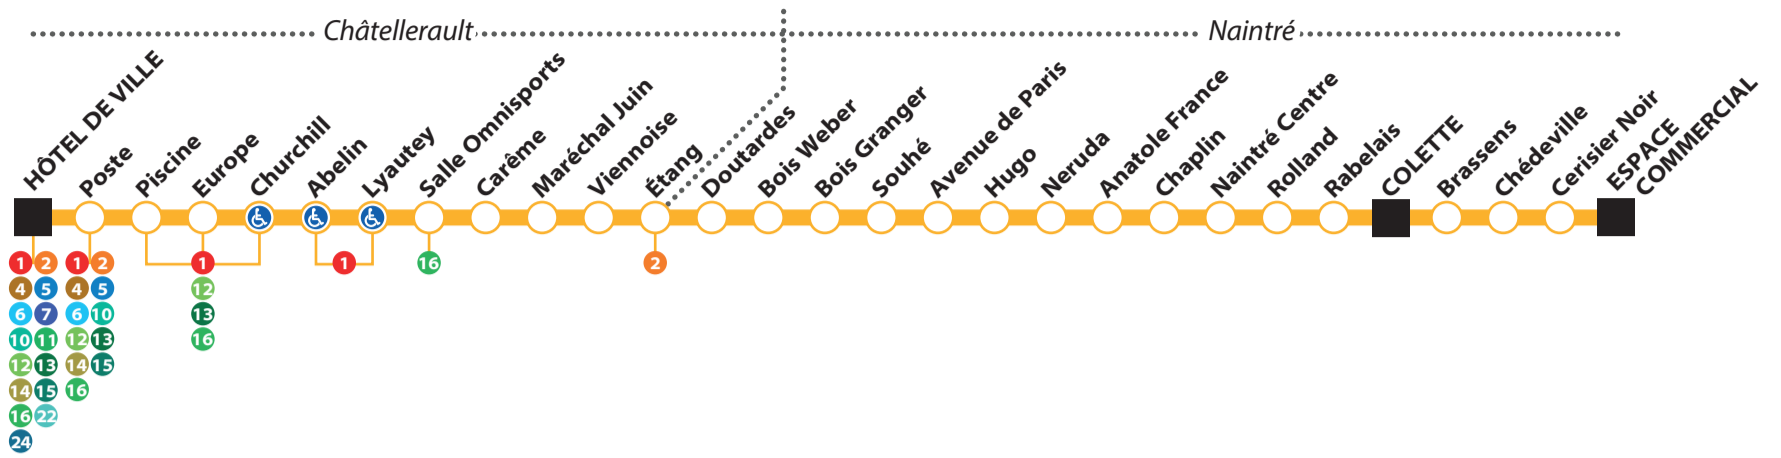 Châtellerault
Naintré
HÔTEL DE VILLE
Poste
Piscine
Europe
Churchill
Abelin
Lyautey
Salle Omnisports
Carême
Maréchal Juin
Viennoise
Étang
Doutardes
Bois Weber
Bois Granger
Souhé
Avenue de Paris
Hugo
Neruda
Anatole France
Chaplin
Naintré Centre
Rolland
Rabelais
COLETTE
Brassens
Chédeville
Cerisier Noir
ESPACE
COMMERCIAL
1 2
4 5
6 7
10 11
12 13
14 15
16 22
24
1 2
4 5
6 10
12 13
14 15
16
1
12
13
16
1
16
2